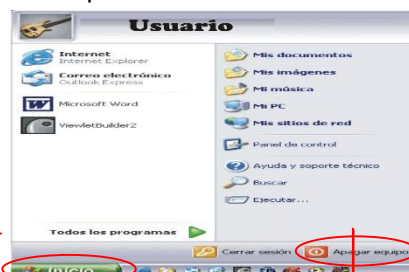 Usuario
Internet
Internet Explorer
Correo electrónico
Outlook Express
Microsoft Word
ViewletBuilder2
Todos los programas
Mis documentos
Mis imágenes
Mi música
Mi PC
Mis sitios de red
Panel de control
Ayuda y soporte técnico
Buscar
Ejecutar...
Cerrar sesión
Apagar equipo
Inicio